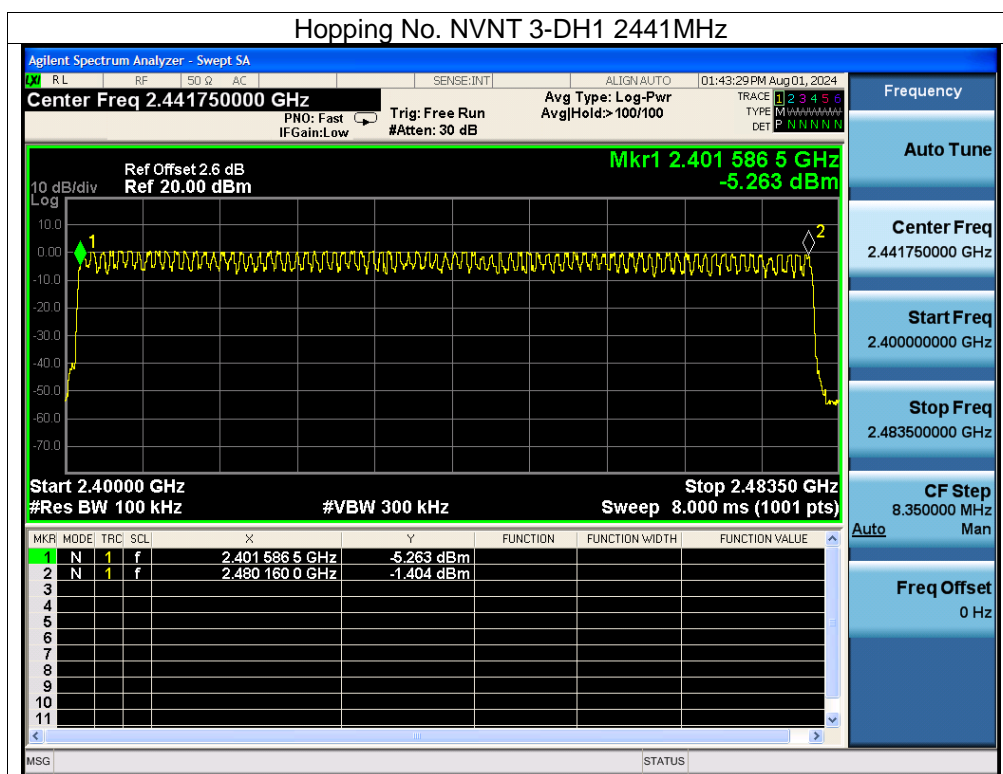 Hopping No. NVNT 3-DH1 2441MHz
Agilent Spectrum Analyzer - Swept SA
LXI RL RF 50 Ω AC SENSE:INT ALIGN AUTO 01:43:29 PM Aug 01, 2024
Center Freq 2.441750000 GHz
PNO: Fast
IFGain:Low
Trig: Free Run
#Atten: 30 dB
Avg Type: Log-Pwr
Avg|Hold:>100/100
TRACE 1 2 3 4 5 6
TYPE M WWWWW
DET P N N N N N
Frequency
Auto Tune
Center Freq
2.441750000 GHz
Start Freq
2.400000000 GHz
Stop Freq
2.483500000 GHz
CF Step
8.350000 MHz
Auto Man
Freq Offset
0 Hz
Mkr1 2.401 586 5 GHz
-5.263 dBm
Ref Offset 2.6 dB
10 dB/div Ref 20.00 dBm
Log
10.0
0.00
-10.0
-20.0
-30.0
-40.0
-50.0
-60.0
-70.0
1
2
Start 2.40000 GHz Stop 2.48350 GHz
#Res BW 100 kHz #VBW 300 kHz Sweep 8.000 ms (1001 pts)
MKR MODE TRC SCL X Y FUNCTION FUNCTION WIDTH FUNCTION VALUE
1 N 1 f 2.401 586 5 GHz -5.263 dBm
2 N 1 f 2.480 160 0 GHz -1.404 dBm
3
4
5
6
7
8
9
10
11
MSG STATUS